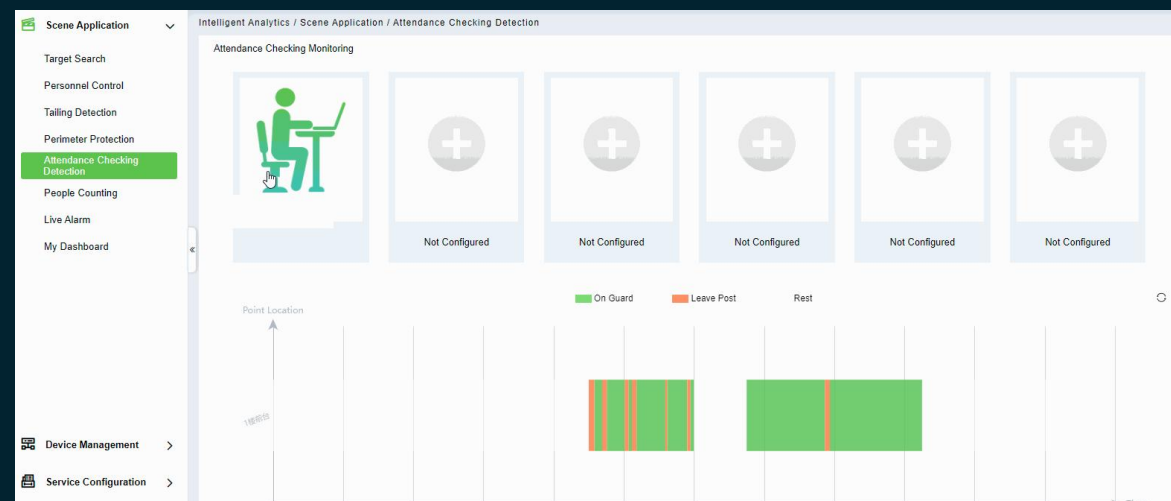 Scene Application
Intelligent Analytics / Scene Application / Attendance Checking Detection
Target Search
Personnel Control
Tailing Detection
Perimeter Protection
Attendance Checking
Detection
People Counting
Live Alarm
My Dashboard
Device Management
Service Configuration
Attendance Checking Monitoring
Not Configured
Not Configured
Not Configured
Not Configured
Not Configured
On Guard
Leave Post
Rest
Point Location